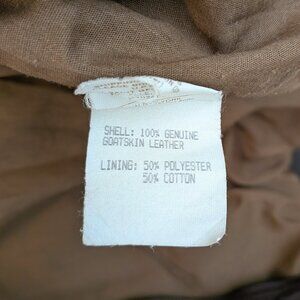 SHELL: 100% GENUINE
GOATSKIN LEATHER
LINING: 50% POLYESTER
50% COTTON